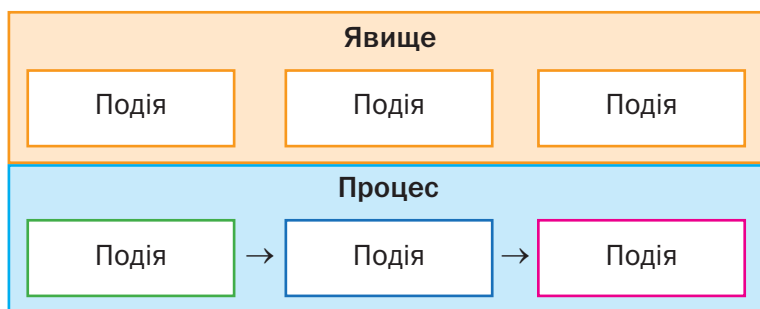 Явище
Подія Подія Подія
Процес
Подія → Подія → Подія